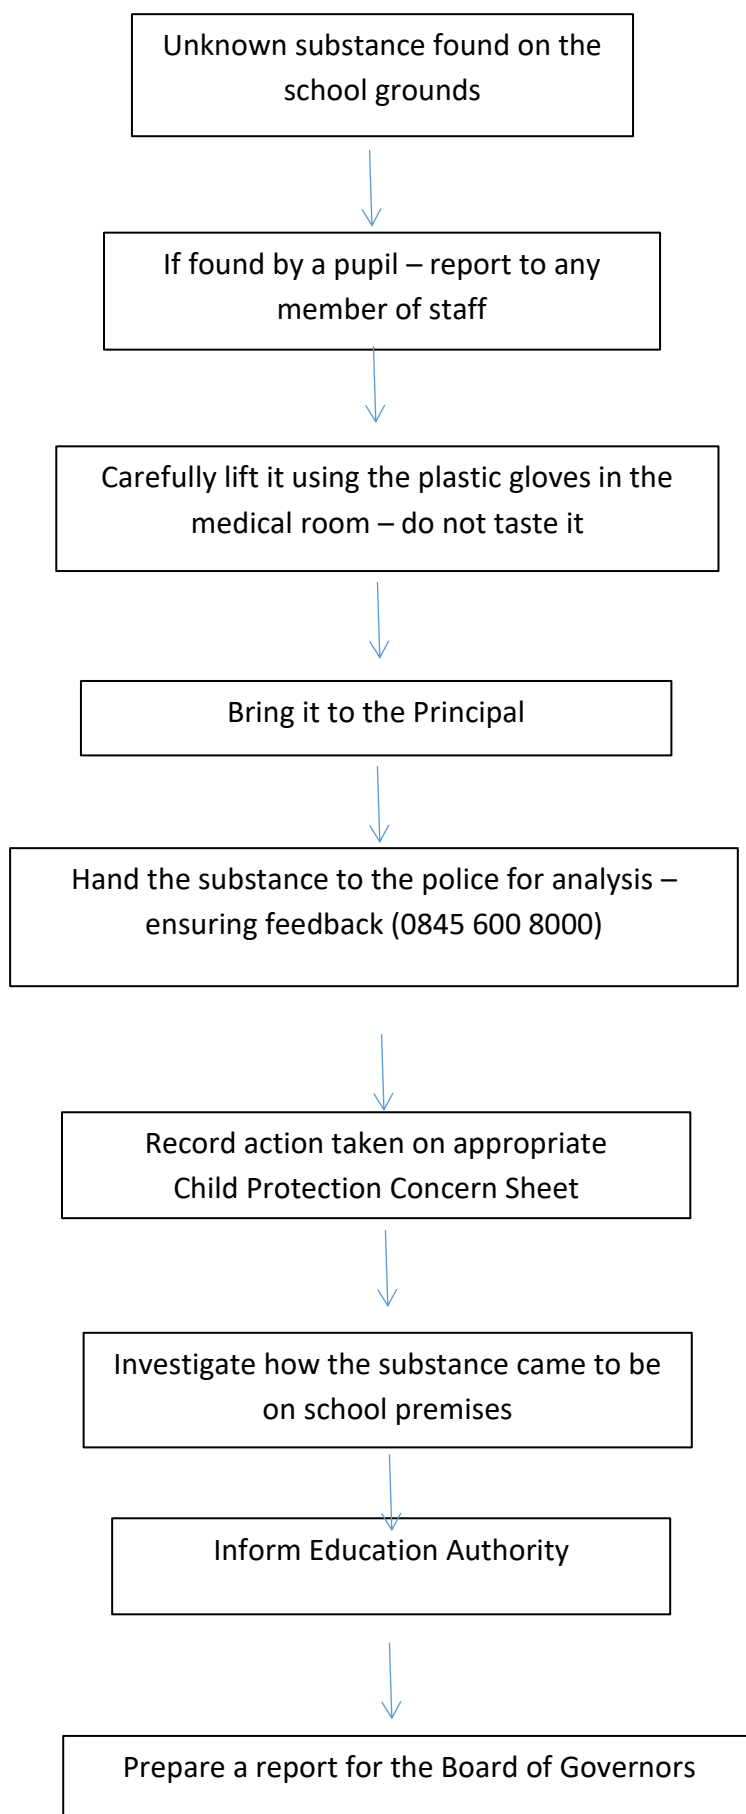 Unknown substance found on the
school grounds
If found by a pupil – report to any
member of staff
Carefully lift it using the plastic gloves in the
medical room – do not taste it
Bring it to the Principal
Hand the substance to the police for analysis –
ensuring feedback (0845 600 8000)
Record action taken on appropriate
Child Protection Concern Sheet
Investigate how the substance came to be
on school premises
Inform Education Authority
Prepare a report for the Board of Governors